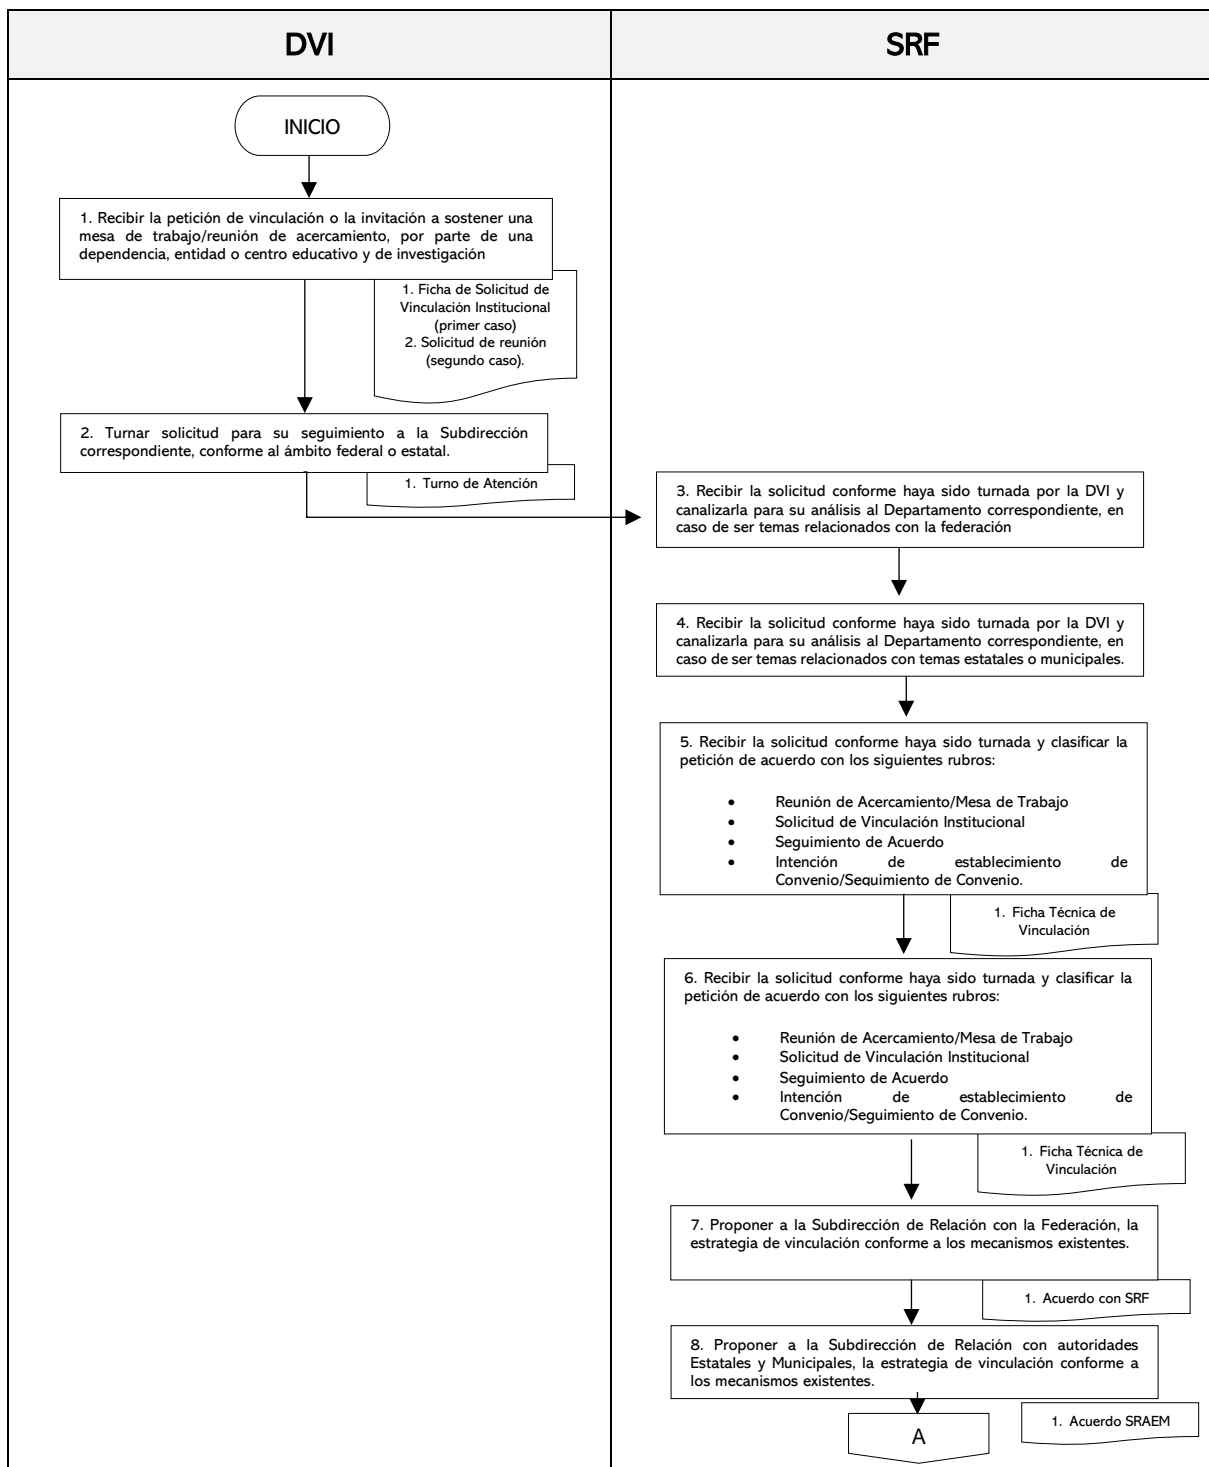 DVI
SRF
INICIO
1. Recibir la petición de vinculación o la invitación a sostener una
mesa de trabajo/reunión de acercamiento, por parte de una
dependencia, entidad o centro educativo y de investigación
1. Ficha de Solicitud de
Vinculación Institucional
(primer caso)
2. Solicitud de reunión
(segundo caso).
2. Turnar solicitud para su seguimiento a la Subdirección
correspondiente, conforme al ámbito federal o estatal.
1. Turno de Atención
3. Recibir la solicitud conforme haya sido turnada por la DVI y
canalizarla para su análisis al Departamento correspondiente, en
caso de ser temas relacionados con la federación
4. Recibir la solicitud conforme haya sido turnada por la DVI y
canalizarla para su análisis al Departamento correspondiente, en
caso de ser temas relacionados con temas estatales o municipales.
5. Recibir la solicitud conforme haya sido turnada y clasificar la
petición de acuerdo con los siguientes rubros:
• Reunión de Acercamiento/Mesa de Trabajo
• Solicitud de Vinculación Institucional
• Seguimiento de Acuerdo
• Intención de establecimiento de
Convenio/Seguimiento de Convenio.
1. Ficha Técnica de
Vinculación
6. Recibir la solicitud conforme haya sido turnada y clasificar la
petición de acuerdo con los siguientes rubros:
• Reunión de Acercamiento/Mesa de Trabajo
• Solicitud de Vinculación Institucional
• Seguimiento de Acuerdo
• Intención de establecimiento de
Convenio/Seguimiento de Convenio.
1. Ficha Técnica de
Vinculación
7. Proponer a la Subdirección de Relación con la Federación, la
estrategia de vinculación conforme a los mecanismos existentes.
1. Acuerdo con SRF
8. Proponer a la Subdirección de Relación con autoridades
Estatales y Municipales, la estrategia de vinculación conforme a
los mecanismos existentes.
1. Acuerdo SRAEM
A